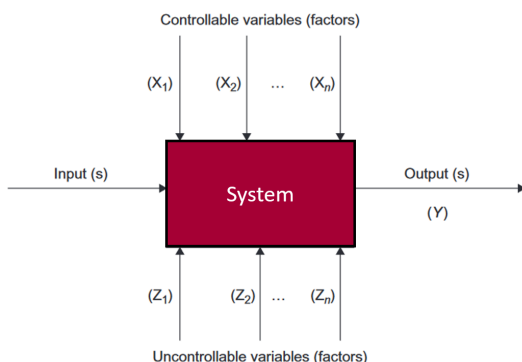 Controllable variables (factors)
(X1) (X2) ... (Xn)
Input (s)
System
Output (s)
(Y)
(Z1) (Z2) ... (Zn)
Uncontrollable variables (factors)